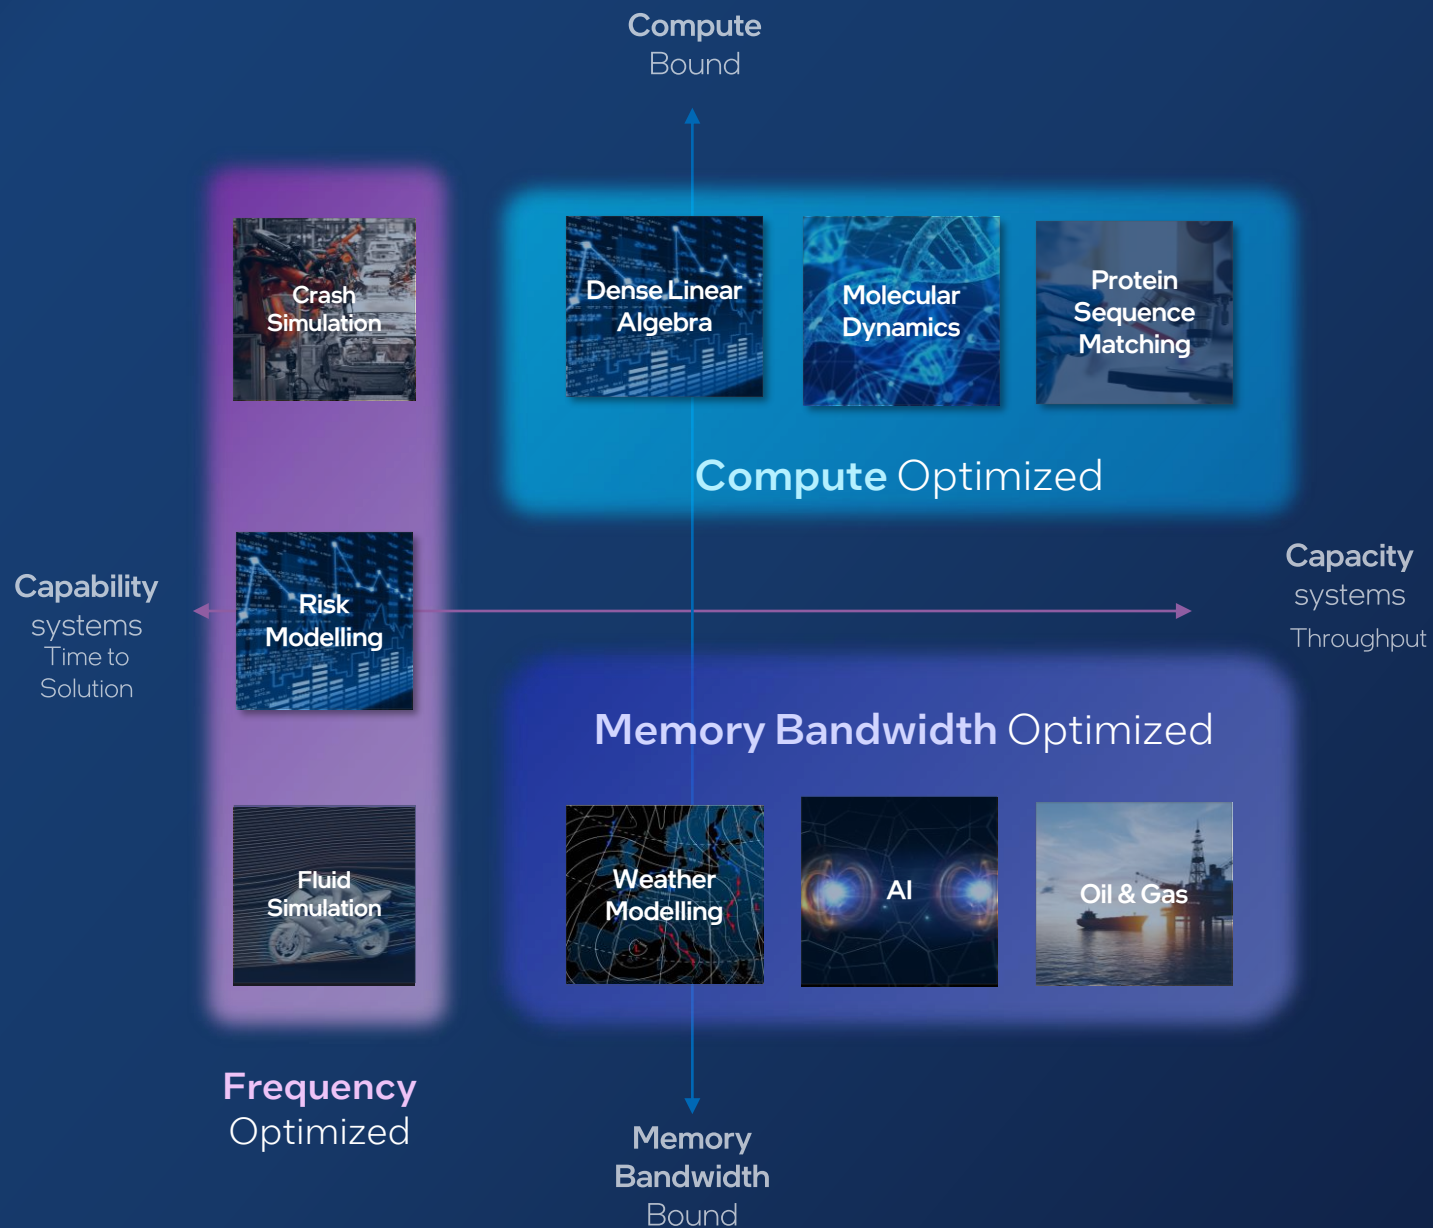 Compute
Bound
Crash
Simulation
Dense Linear
Algebra
Molecular
Dynamics
Protein
Sequence
Matching
Compute Optimized
Capability
systems
Time to
Solution
Risk
Modelling
Capacity
systems
Throughput
Memory Bandwidth Optimized
Fluid
Simulation
Weather
Modelling
AI
Oil & Gas
Frequency
Optimized
Memory
Bandwidth
Bound